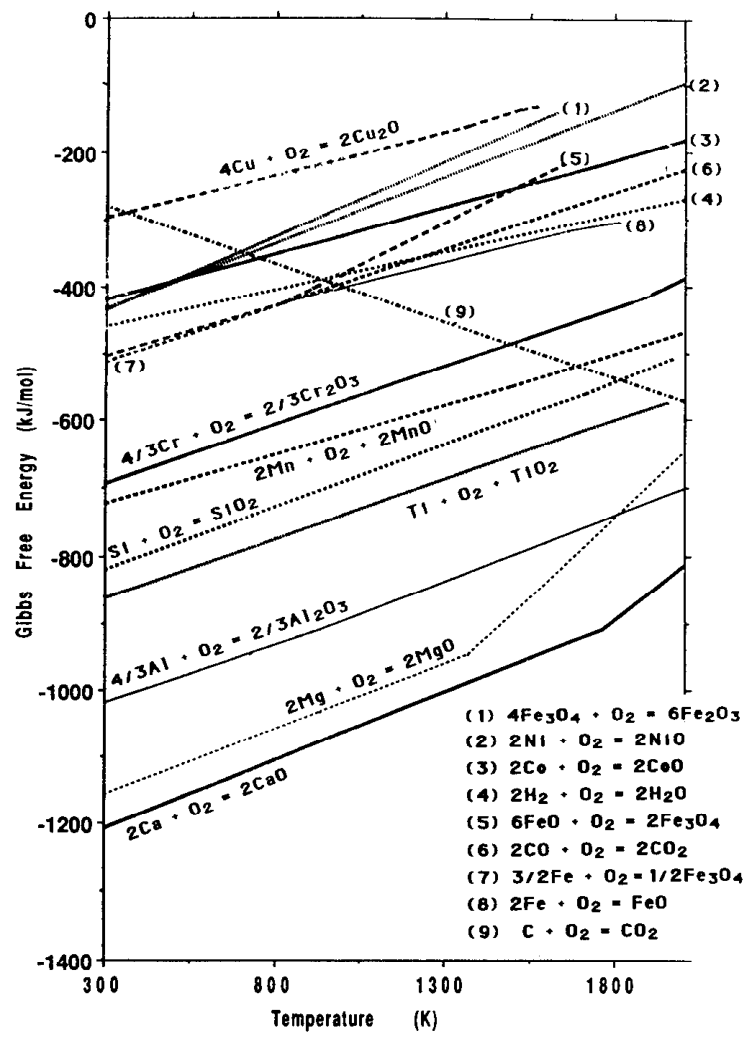 0
-200
-400
-600
-800
-1000
-1200
-1400
Gibbs Free Energy (kJ/mol)
300
800
1300
1800
Temperature (K)
4Cu + O2 = 2Cu2O
(1)
(2)
(3)
(5)
(6)
(4)
(8)
(9)
(7)
4/3Cr + O2 = 2/3Cr2O3
2Mn + O2 + 2MnO
Si + O2 = SiO2
Ti + O2 + TiO2
4/3Al + O2 = 2/3Al2O3
2Mg + O2 = 2MgO
2Ca + O2 = 2CaO
(1) 4Fe3O4 + O2 = 6Fe2O3
(2) 2Ni + O2 = 2NiO
(3) 2Co + O2 = 2CoO
(4) 2H2 + O2 = 2H2O
(5) 6FeO + O2 = 2Fe3O4
(6) 2CO + O2 = 2CO2
(7) 3/2Fe + O2 = 1/2Fe3O4
(8) 2Fe + O2 = FeO
(9) C + O2 = CO2